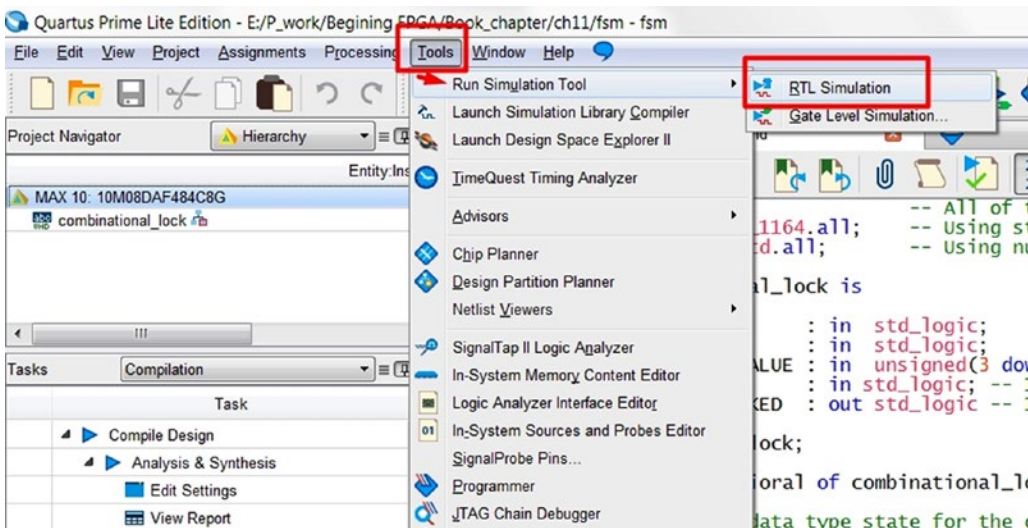 Quartus Prime Lite Edition - E:/P_work/Begining FPGA/Book_chapter/ch11/fsm - fsm
File Edit View Project Assignments Processing Tools Window Help
Run Simulation Tool
RTL Simulation
Launch Simulation Library Compiler
Gate Level Simulation...
Project Navigator
Hierarchy
Launch Design Space Explorer II
Entity:Ins
MAX 10: 10M08DAF484C8G
combinational_lock
TimeQuest Timing Analyzer
Advisors
Chip Planner
Design Partition Planner
Netlist Viewers
SignalTap II Logic Analyzer
In-System Memory Content Editor
Logic Analyzer Interface Editor
In-System Sources and Probes Editor
SignalProbe Pins...
Programmer
JTAG Chain Debugger
Tasks
Compilation
Task
Compile Design
Analysis & Synthesis
Edit Settings
View Report
-- All of
_1164.all; -- Using st
d.all; -- Using nu
al_lock is
: in std_logic;
: in std_logic;
ALUE : in unsigned(3 dow
: in std_logic; --
KED : out std_logic --
lock;
ioral of combinational_lo
data type state for the